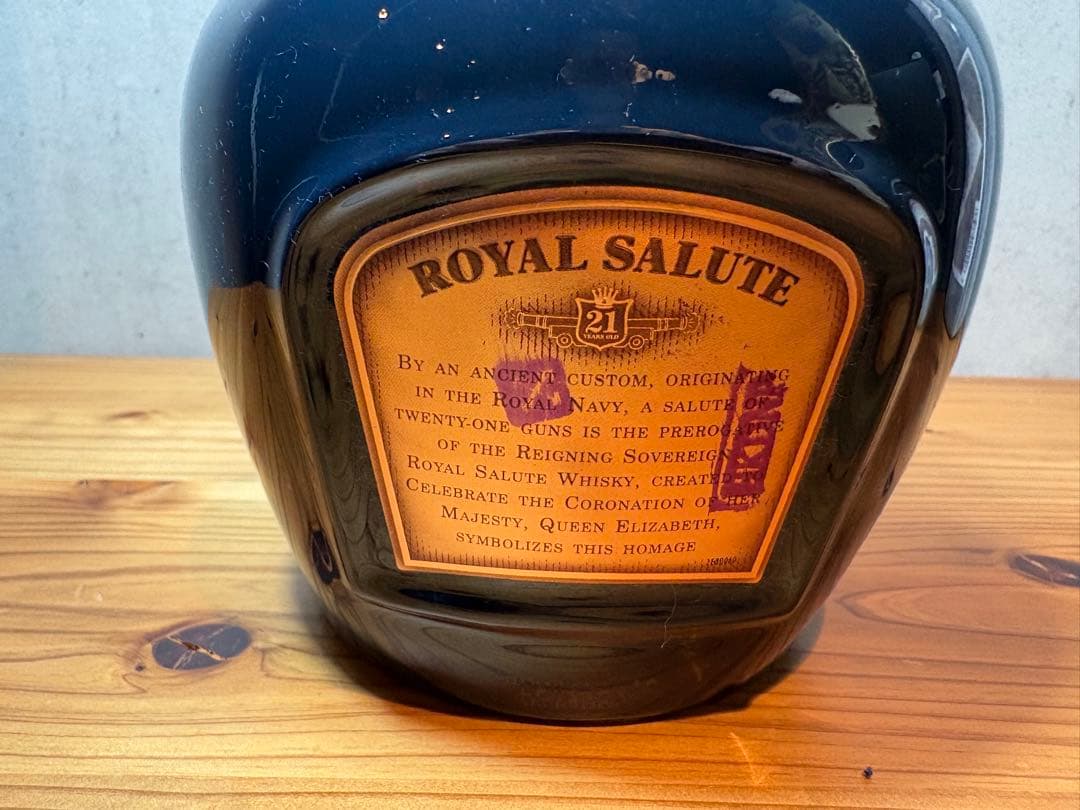 ROYAL SALUTE
21
YEARS OLD
BY AN ANCIENT CUSTOM, ORIGINATING
IN THE ROYAL NAVY, A SALUTE OF
TWENTY-ONE GUNS IS THE PREROGATIVE
OF THE REIGNING SOVEREIGN
ROYAL SALUTE WHISKY, CREATED TO
CELEBRATE THE CORONATION OF HER
MAJESTY, QUEEN ELIZABETH,
SYMBOLIZES THIS HOMAGE